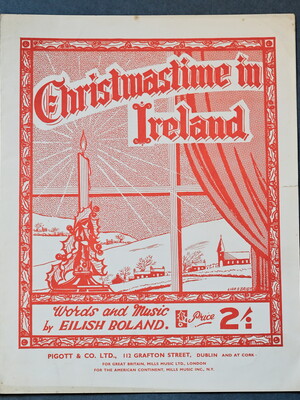 Christmastime in
Ireland
Words and Music
by EILISH BOLAND.
Price 2/-
PIGOTT & CO. LTD., 112 GRAFTON STREET, DUBLIN AND AT CORK
FOR GREAT BRITAIN, MILLS MUSIC LTD., LONDON
FOR THE AMERICAN CONTINENT, MILLS MUSIC INC., N.Y.